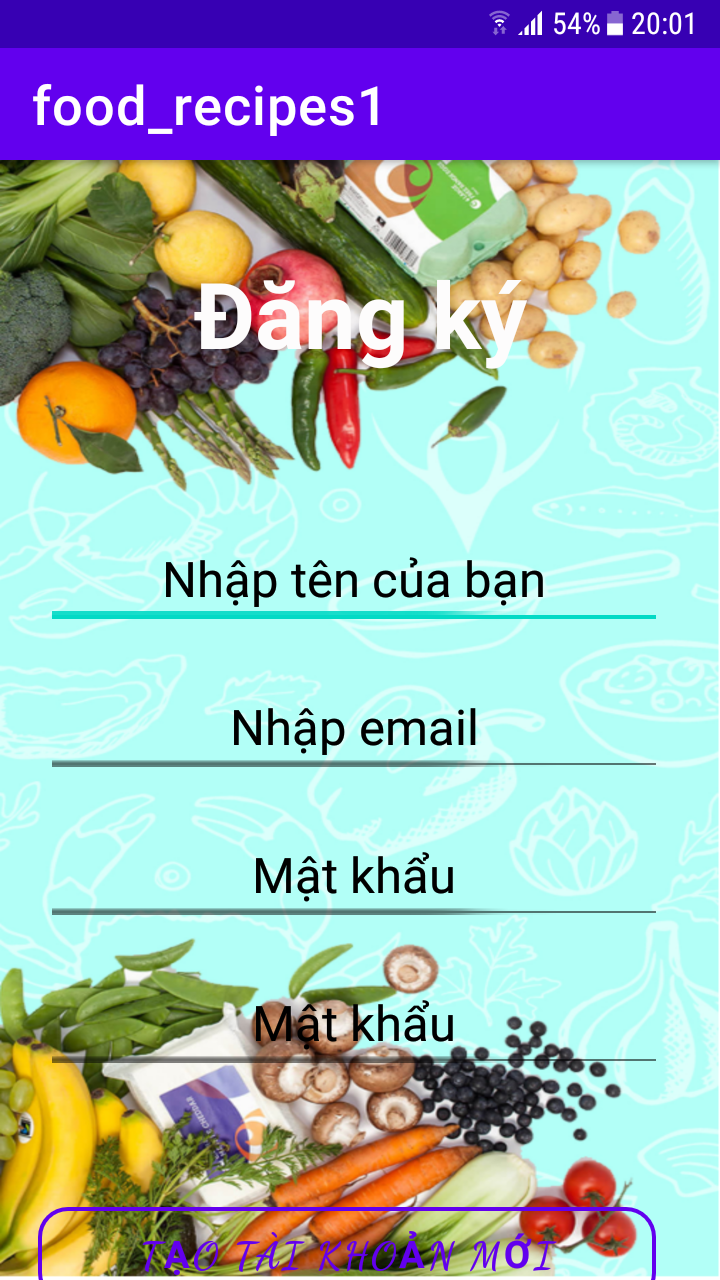 54% 20:01
food_recipes1
Đăng ký
Nhập tên của bạn
Nhập email
Mật khẩu
Mật khẩu
TẠO TÀI KHOẢN MỚI